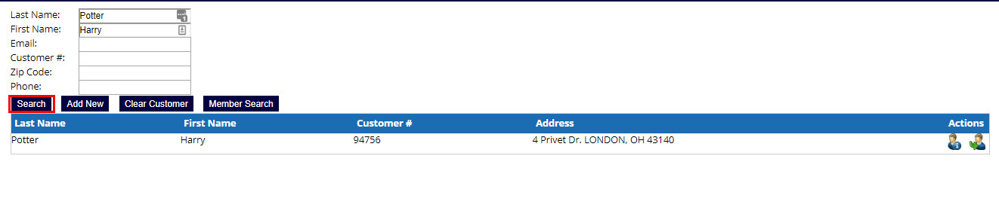 Last Name: Potter
First Name: Harry
Email:
Customer #:
Zip Code:
Phone:
Search Add New Clear Customer Member Search
Last Name First Name Customer # Address Actions
Potter Harry 94756 4 Privet Dr. LONDON, OH 43140